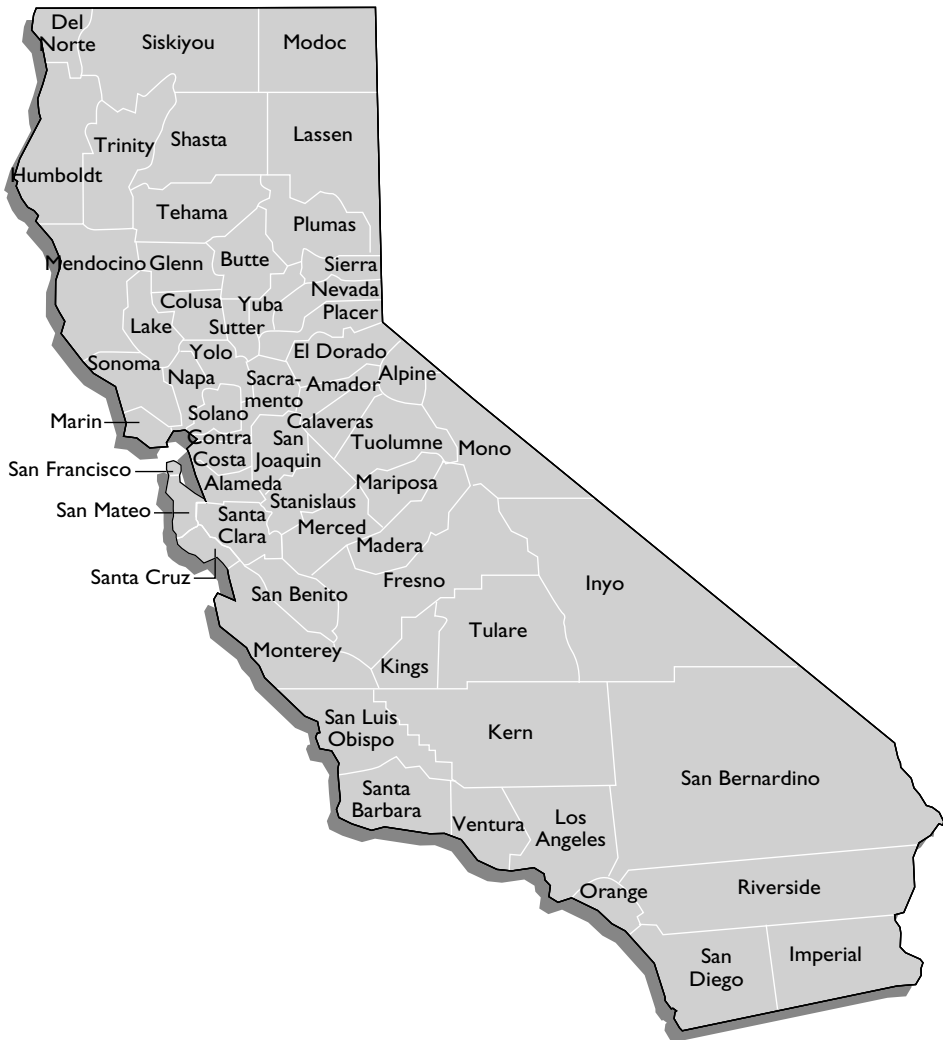 Del
Norte
Siskiyou
Modoc
Trinity
Shasta
Lassen
Humboldt
Tehama
Plumas
Mendocino
Glenn
Butte
Sierra
Nevada
Colusa
Yuba
Placer
Lake
Sutter
Yolo
El Dorado
Sonoma
Napa
Sacra-
mento
Amador
Alpine
Marin
Solano
Calaveras
Contra
Costa
San
Joaquin
Tuolumne
Mono
San Francisco
Alameda
Mariposa
San Mateo
Stanislaus
Santa
Clara
Merced
Madera
Santa Cruz
San Benito
Fresno
Inyo
Monterey
Kings
Tulare
San Luis
Obispo
Kern
San Bernardino
Santa
Barbara
Ventura
Los
Angeles
Orange
Riverside
San
Diego
Imperial